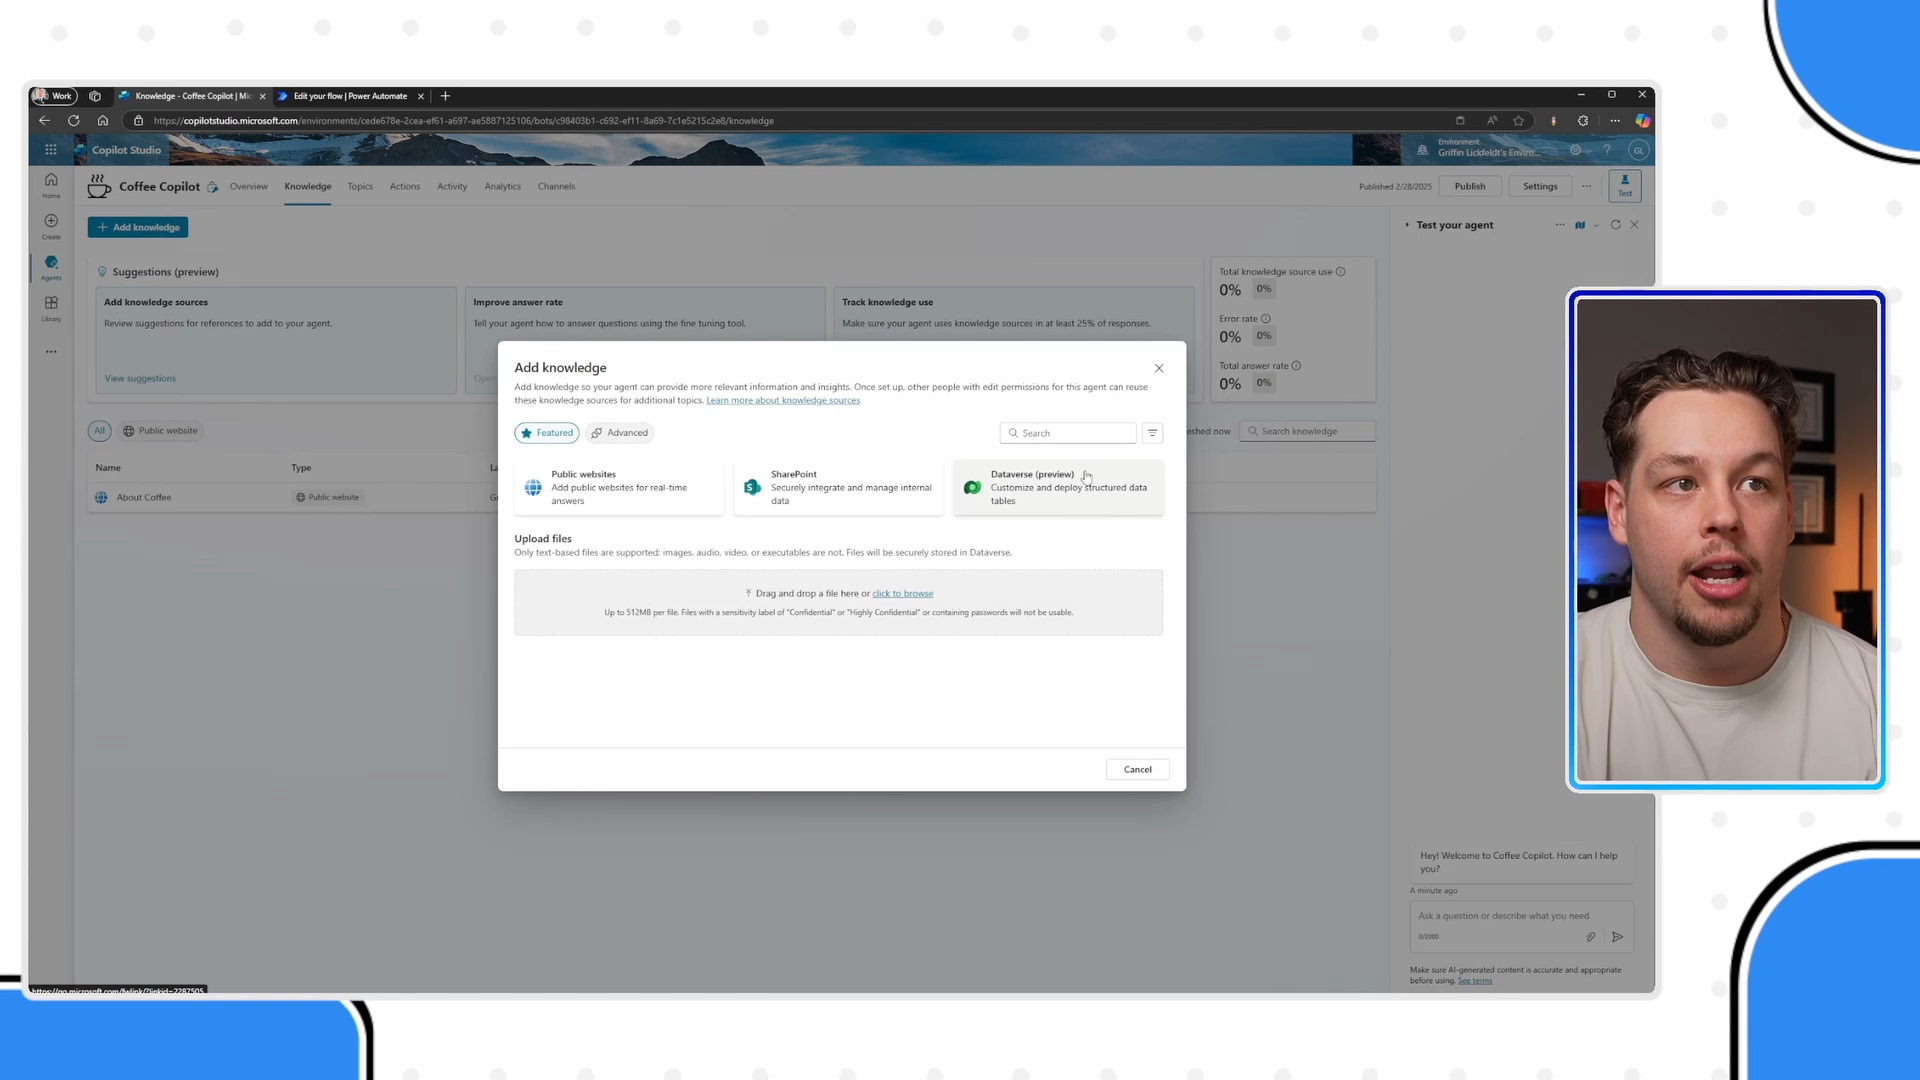 Work
Knowledge - Coffee Copilot | Mic
Edit your flow | Power Automate
https://copilotstudio.microsoft.com/environments/cede678e-2cea-ef61-a697-ae5887125106/bots/c98403b1-c692-ef11-8a69-7c1e5215c2e8/knowledge
Copilot Studio
Environment
Griffin Lickfeldt's Enviro...
GL
Home
Create
Agents
Library
Coffee Copilot
Overview
Knowledge
Topics
Actions
Activity
Analytics
Channels
Published 2/28/2025
Publish
Settings
Test
Add knowledge
Test your agent
Suggestions (preview)
Add knowledge sources
Review suggestions for references to add to your agent.
View suggestions
Improve answer rate
Tell your agent how to answer questions using the fine tuning tool.
Track knowledge use
Make sure your agent uses knowledge sources in at least 25% of responses.
Total knowledge source use
0% 0%
Error rate
0% 0%
Total answer rate
0% 0%
All
Public website
Search knowledge
Name
Type
About Coffee
Public website
Add knowledge
Add knowledge so your agent can provide more relevant information and insights. Once set up, other people with edit permissions for this agent can reuse
these knowledge sources for additional topics. Learn more about knowledge sources
Featured
Advanced
Search
Public websites
Add public websites for real-time
answers
SharePoint
Securely integrate and manage internal
data
Dataverse (preview)
Customize and deploy structured data
tables
Upload files
Only text-based files are supported; images, audio, video, or executables are not. Files will be securely stored in Dataverse.
Drag and drop a file here or click to browse
Up to 512MB per file. Files with a sensitivity label of "Confidential" or "Highly Confidential" or containing passwords will not be usable.
Cancel
Hey! Welcome to Coffee Copilot. How can I help
you?
A minute ago
Ask a question or describe what you need
0/2000
Make sure AI-generated content is accurate and appropriate
before using. See terms
https://go.microsoft.com/fwlink/?linkid=2287505